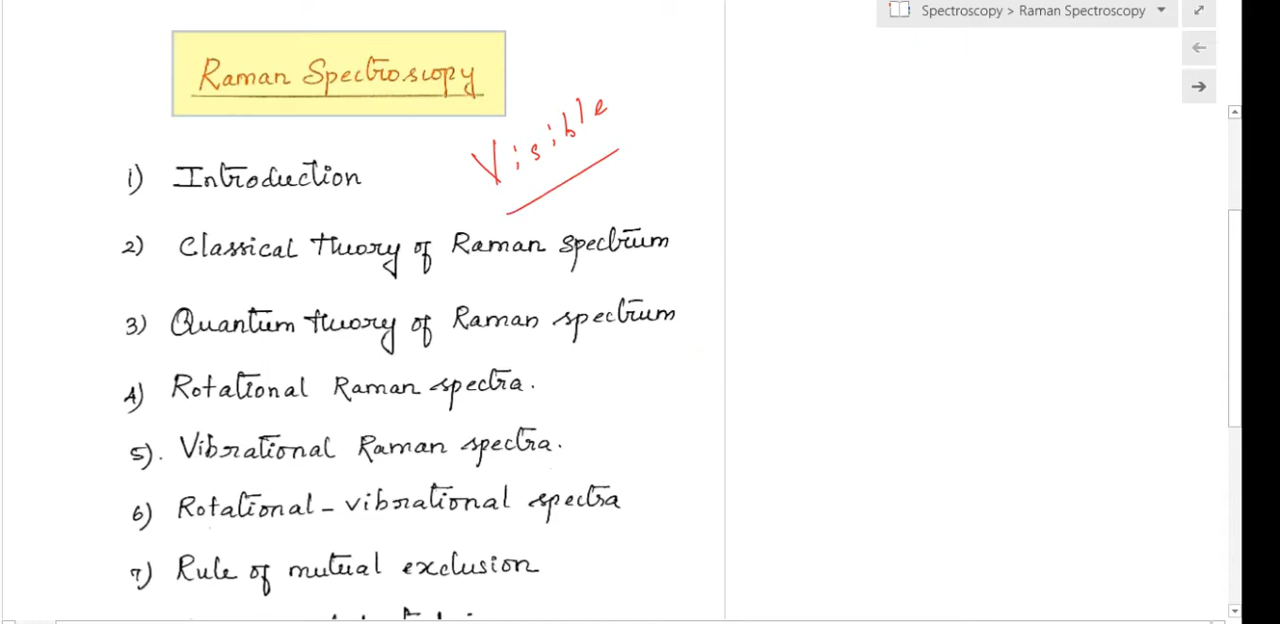 Spectroscopy > Raman Spectroscopy
Raman Spectroscopy
Visible
1) Introduction
2) Classical theory of Raman spectrum
3) Quantum theory of Raman spectrum
4) Rotational Raman spectra.
5). Vibrational Raman spectra.
6) Rotational - vibrational spectra
7) Rule of mutual exclusion